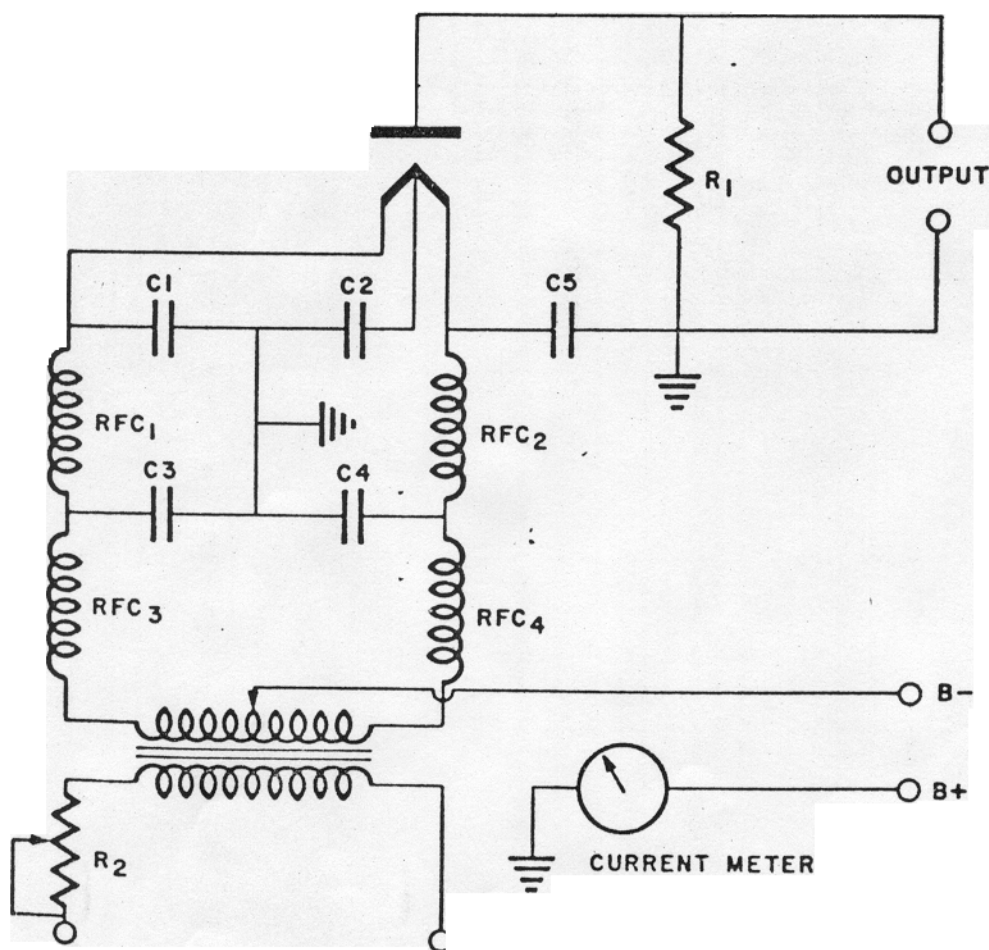 R1
OUTPUT
C1
C2
C5
RFC1
RFC2
C3
C4
RFC3
RFC4
B-
B+
R2
CURRENT METER